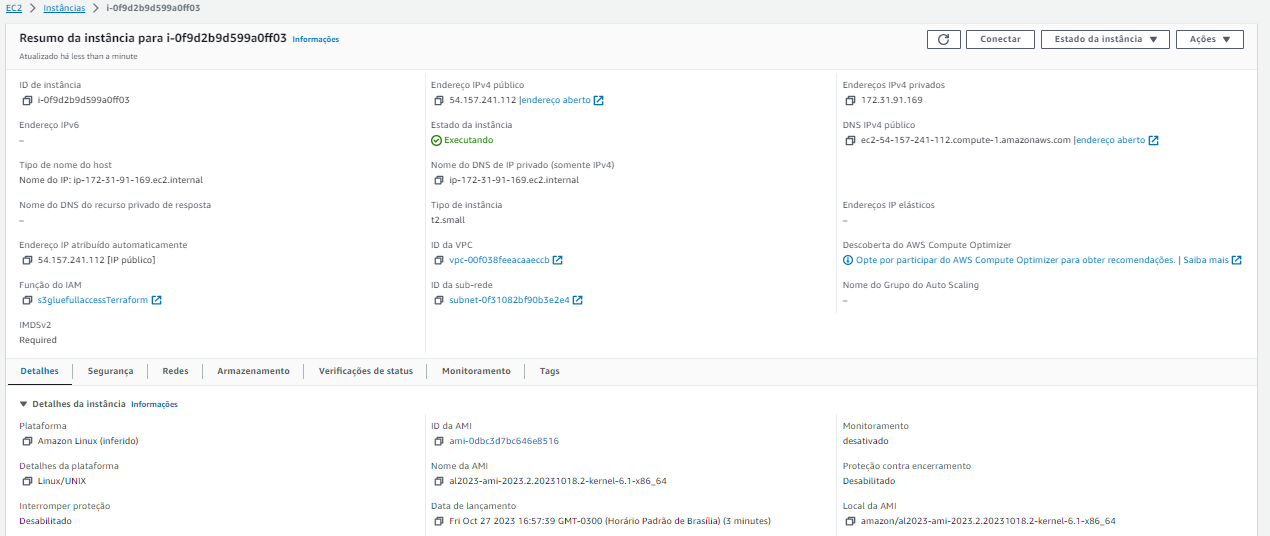 EC2 > Instâncias > i-0f9d2b9d599a0ff03
Resumo da instância para i-0f9d2b9d599a0ff03 Informações
Atualizado há less than a minute
Conectar
Estado da instância
Ações
ID de instância
i-0f9d2b9d599a0ff03
Endereço IPv4 público
54.157.241.112 |endereço aberto
Endereços IPv4 privados
172.31.91.169
Endereço IPv6
–
Estado da instância
Executando
DNS IPv4 público
ec2-54-157-241-112.compute-1.amazonaws.com |endereço aberto
Tipo de nome do host
Nome do IP: ip-172-31-91-169.ec2.internal
Nome do DNS de IP privado (somente IPv4)
ip-172-31-91-169.ec2.internal
Nome do DNS do recurso privado de resposta
–
Tipo de instância
t2.small
Endereços IP elásticos
–
Endereço IP atribuído automaticamente
54.157.241.112 [IP público]
ID da VPC
vpc-00f038feeacaaeccb
Descoberta do AWS Compute Optimizer
Opte por participar do AWS Compute Optimizer para obter recomendações. | Saiba mais
Função do IAM
s3gluefullaccessTerraform
ID da sub-rede
subnet-0f31082bf90b3e2e4
Nome do Grupo do Auto Scaling
–
IMDSv2
Required
Detalhes
Segurança
Redes
Armazenamento
Verificações de status
Monitoramento
Tags
Detalhes da instância Informações
Plataforma
Amazon Linux (inferido)
ID da AMI
ami-0dbc3d7bc646e8516
Monitoramento
desativado
Detalhes da plataforma
Linux/UNIX
Nome da AMI
al2023-ami-2023.2.20231018.2-kernel-6.1-x86_64
Proteção contra encerramento
Desabilitado
Interromper proteção
Desabilitado
Data de lançamento
Fri Oct 27 2023 16:57:39 GMT-0300 (Horário Padrão de Brasília) (3 minutes)
Local da AMI
amazon/al2023-ami-2023.2.20231018.2-kernel-6.1-x86_64